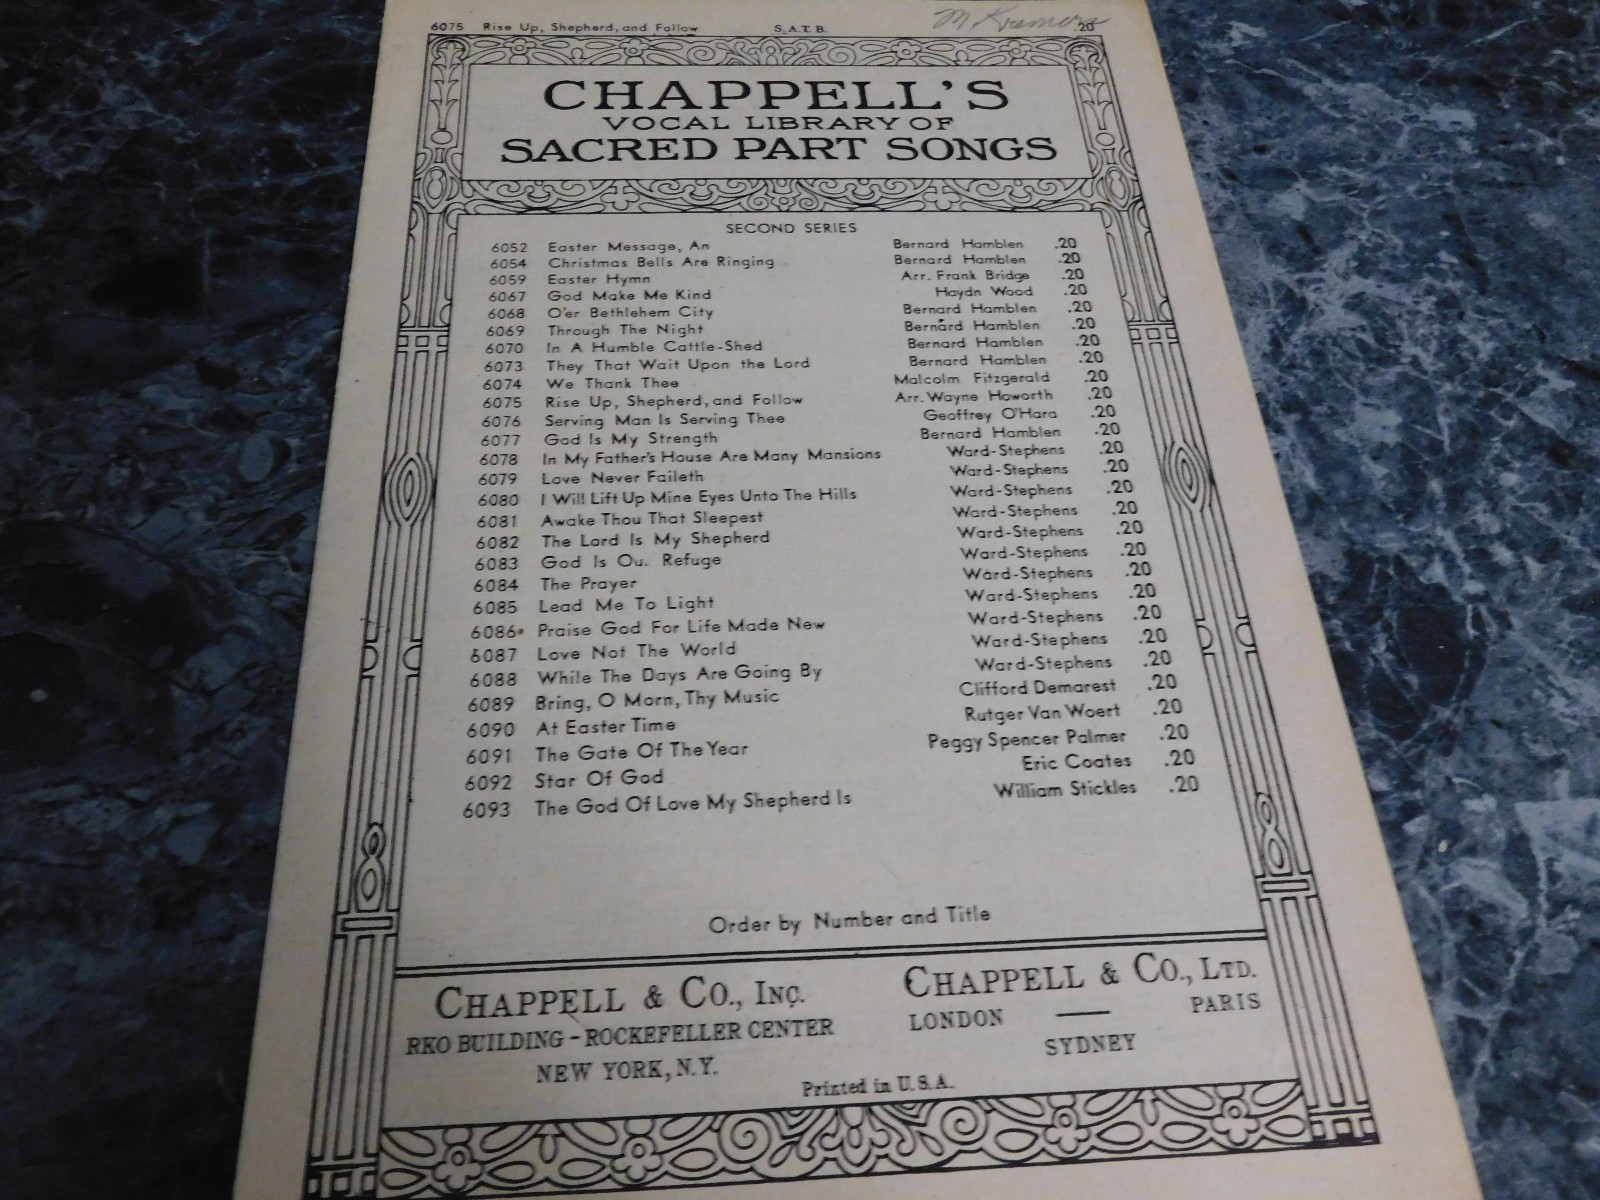 6075 Rise Up, Shepherd, and Follow S.A.T.B. .20
CHAPPELL'S
VOCAL LIBRARY OF
SACRED PART SONGS
SECOND SERIES
6052 Easter Message, An Bernard Hamblen .20
6054 Christmas Bells Are Ringing Bernard Hamblen .20
6059 Easter Hymn Arr. Frank Bridge .20
6067 God Make Me Kind Haydn Wood .20
6068 O'er Bethlehem City Bernard Hamblen .20
6069 Through The Night Bernard Hamblen .20
6070 In A Humble Cattle-Shed Bernard Hamblen .20
6073 They That Wait Upon the Lord Bernard Hamblen .20
6074 We Thank Thee Malcolm Fitzgerald .20
6075 Rise Up, Shepherd, and Follow Arr. Wayne Howorth .20
6076 Serving Man Is Serving Thee Geoffrey O'Hara .20
6077 God Is My Strength Bernard Hamblen .20
6078 In My Father's House Are Many Mansions Ward-Stephens .20
6079 Love Never Faileth Ward-Stephens .20
6080 I Will Lift Up Mine Eyes Unto The Hills Ward-Stephens .20
6081 Awake Thou That Sleepest Ward-Stephens .20
6082 The Lord Is My Shepherd Ward-Stephens .20
6083 God Is Ou. Refuge Ward-Stephens .20
6084 The Prayer Ward-Stephens .20
6085 Lead Me To Light Ward-Stephens .20
6086 Praise God For Life Made New Ward-Stephens .20
6087 Love Not The World Ward-Stephens .20
6088 While The Days Are Going By Ward-Stephens .20
6089 Bring, O Morn, Thy Music Clifford Demarest .20
6090 At Easter Time Rutger Van Woert .20
6091 The Gate Of The Year Peggy Spencer Palmer .20
6092 Star Of God Eric Coates .20
6093 The God Of Love My Shepherd Is William Stickles .20
Order by Number and Title
CHAPPELL & CO., INC.
RKO BUILDING - ROCKEFELLER CENTER
NEW YORK, N.Y.
CHAPPELL & CO., LTD.
LONDON — PARIS
SYDNEY
Printed in U.S.A.